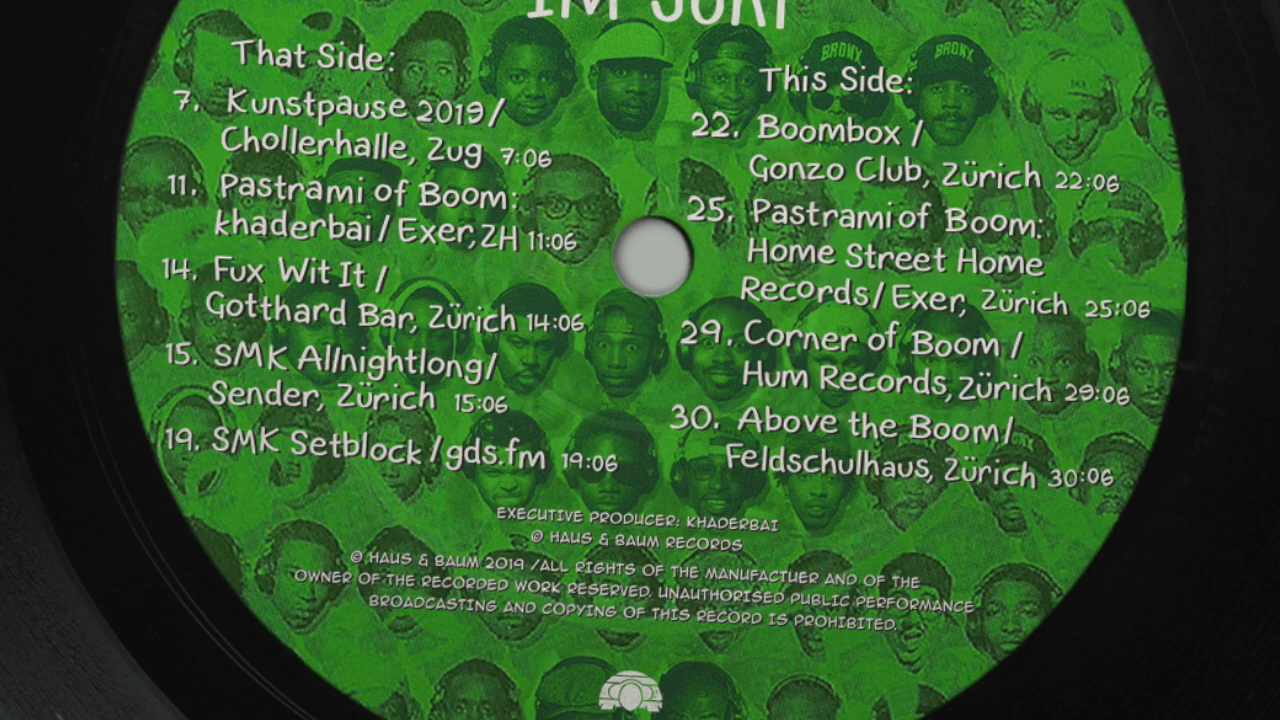 IM JUNI
That Side:
7. Kunstpause 2019/
Chollerhalle, Zug 7:06
11. Pastrami of Boom:
khaderbai / Exer, ZH 11:06
14. Fux Wit It /
Gotthard Bar, Zürich 14:06
15. SMK Allnightlong/
Sender, Zürich 15:06
19. SMK Setblock / gds.fm 19:06
This Side:
22. Boombox /
Gonzo Club, Zürich 22:06
25. Pastrami of Boom:
Home Street Home
Records/ Exer, Zürich 25:06
29. Corner of Boom /
Hum Records, Zürich 29:06
30. Above the Boom/
Feldschulhaus, Zürich 30:06
EXECUTIVE PRODUCER: KHADERBAI
© HAUS & BAUM RECORDS
© HAUS & BAUM 2019 /ALL RIGHTS OF THE MANUFACTUER AND OF THE
OWNER OF THE RECORDED WORK RESERVED. UNAUTHORISED PUBLIC PERFORMANCE
BROADCASTING AND COPYING OF THIS RECORD IS PROHIBITED.
BRONX
BRONX